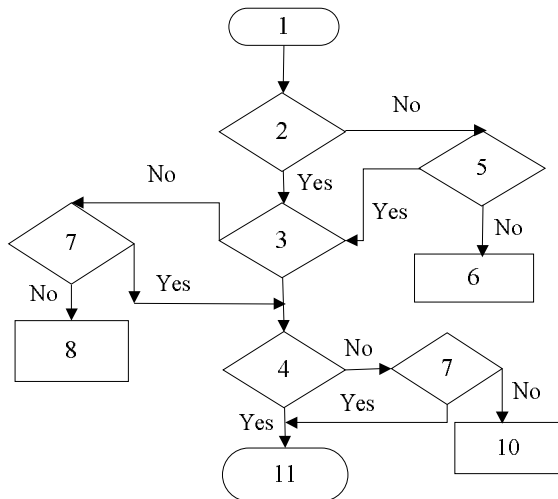 1
No
2
5
Yes
No
Yes
3
No
7
6
No
Yes
8
4
No
7
No
Yes
Yes
10
11